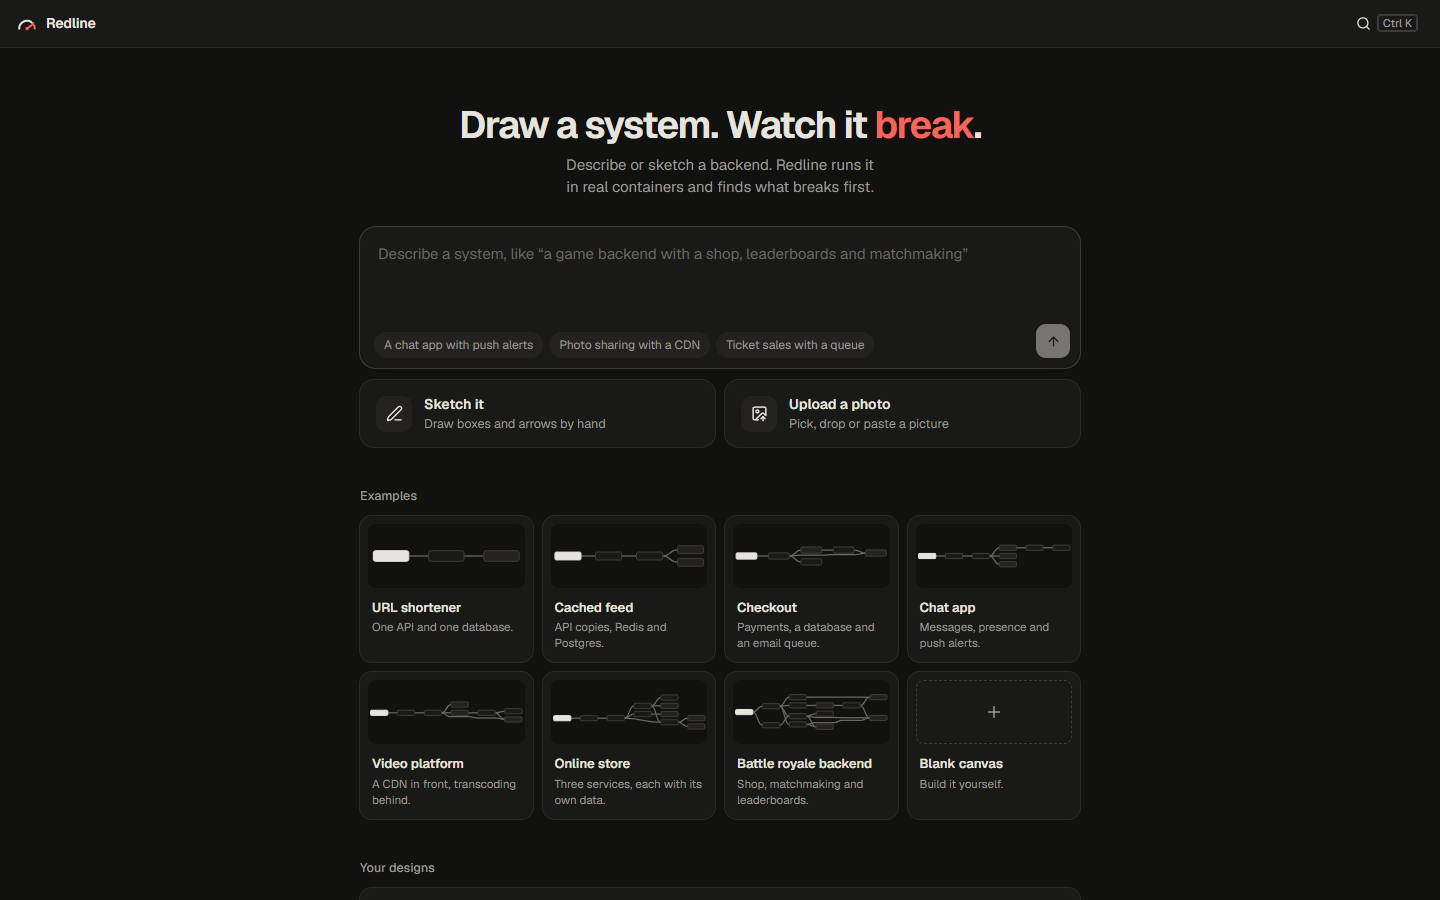 Redline
Ctrl K
Draw a system. Watch it break.
Describe or sketch a backend. Redline runs it
in real containers and finds what breaks first.
Describe a system, like “a game backend with a shop, leaderboards and matchmaking”
A chat app with push alerts
Photo sharing with a CDN
Ticket sales with a queue
Sketch it
Draw boxes and arrows by hand
Upload a photo
Pick, drop or paste a picture
Examples
URL shortener
One API and one database.
Cached feed
API copies, Redis and
Postgres.
Checkout
Payments, a database and
an email queue.
Chat app
Messages, presence and
push alerts.
Video platform
A CDN in front, transcoding
behind.
Online store
Three services, each with its
own data.
Battle royale backend
Shop, matchmaking and
leaderboards.
Blank canvas
Build it yourself.
Your designs